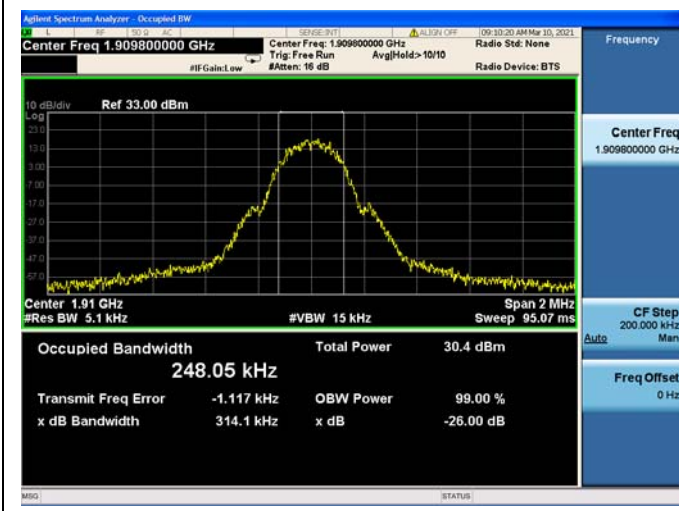 Agilent Spectrum Analyzer - Occupied BW
L RF 50 Ω AC SENSE:INT ALIGN OFF 09:10:20 AM Mar 10, 2021
Center Freq 1.909800000 GHz
Center Freq: 1.909800000 GHz Radio Std: None
Trig: Free Run Avg|Hold:>10/10
#IFGain:Low #Atten: 16 dB Radio Device: BTS
Frequency
10 dB/div Ref 33.00 dBm
Log
23.0
13.0
3.00
-7.00
-17.0
-27.0
-37.0
-47.0
-57.0
Center 1.91 GHz Span 2 MHz
#Res BW 5.1 kHz #VBW 15 kHz Sweep 95.07 ms
Center Freq
1.909800000 GHz
CF Step
200.000 kHz
Auto Man
Freq Offset
0 Hz
Occupied Bandwidth Total Power 30.4 dBm
248.05 kHz
Transmit Freq Error -1.117 kHz OBW Power 99.00 %
x dB Bandwidth 314.1 kHz x dB -26.00 dB
MSG STATUS